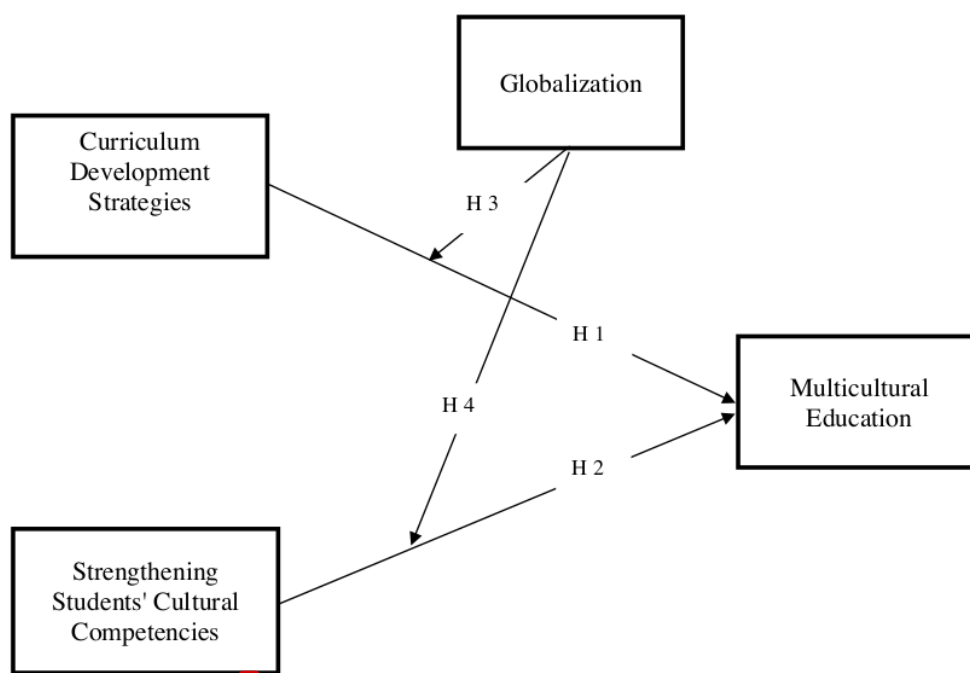 Globalization
Curriculum
Development
Strategies
H 3
H 1
Multicultural
Education
H 4
H 2
Strengthening
Students' Cultural
Competencies